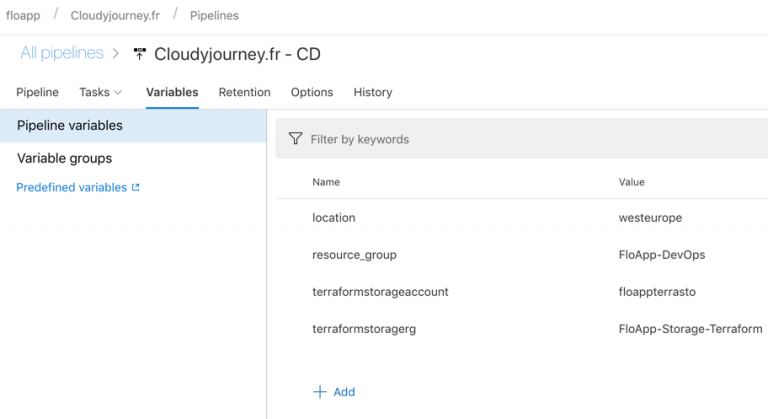 floapp / Cloudyjourney.fr / Pipelines
All pipelines > Cloudyjourney.fr - CD
Pipeline Tasks Variables Retention Options History
Pipeline variables
Variable groups
Predefined variables
Filter by keywords
Name Value
location westeurope
resource_group FloApp-DevOps
terraformstorageaccount floappterrasto
terraformstoragerg FloApp-Storage-Terraform
+ Add